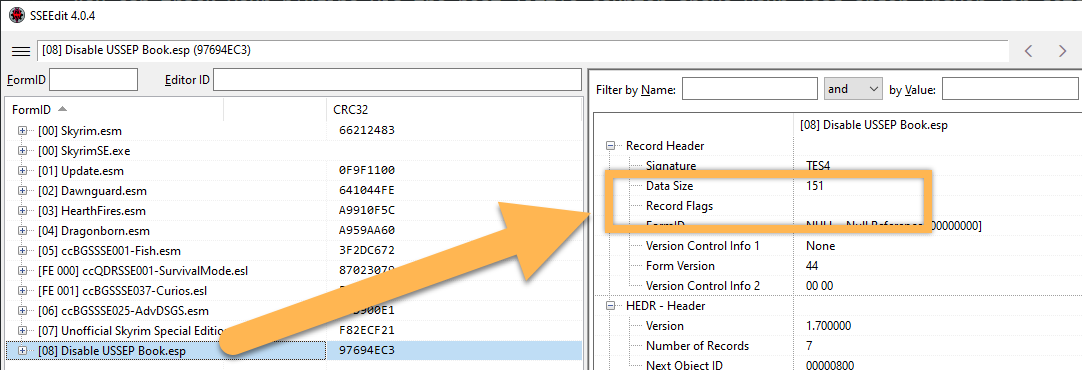 SSEEdit 4.0.4
[08] Disable USSEP Book.esp (97694EC3)
FormID
Editor ID
FormID
CRC32
[00] Skyrim.esm 66212483
[00] SkyrimSE.exe
[01] Update.esm 0F9F1100
[02] Dawnguard.esm 641044FE
[03] HearthFires.esm A9910F5C
[04] Dragonborn.esm A959AA60
[05] ccBGSSSE001-Fish.esm 3F2DC672
[FE 000] ccQDRSSE001-SurvivalMode.esl
[FE 001] ccBGSSSE037-Curios.esl
[06] ccBGSSSE025-AdvDSGS.esm
[07] Unofficial Skyrim Special Edition F82ECF21
[08] Disable USSEP Book.esp 97694EC3
Filter by Name: and by Value:
[08] Disable USSEP Book.esp
Record Header
Signature TES4
Data Size 151
Record Flags
FormID NULL - Null Reference [00000000]
Version Control Info 1 None
Form Version 44
Version Control Info 2 00 00
HEDR - Header
Version 1.700000
Number of Records 7
Next Object ID 00000800